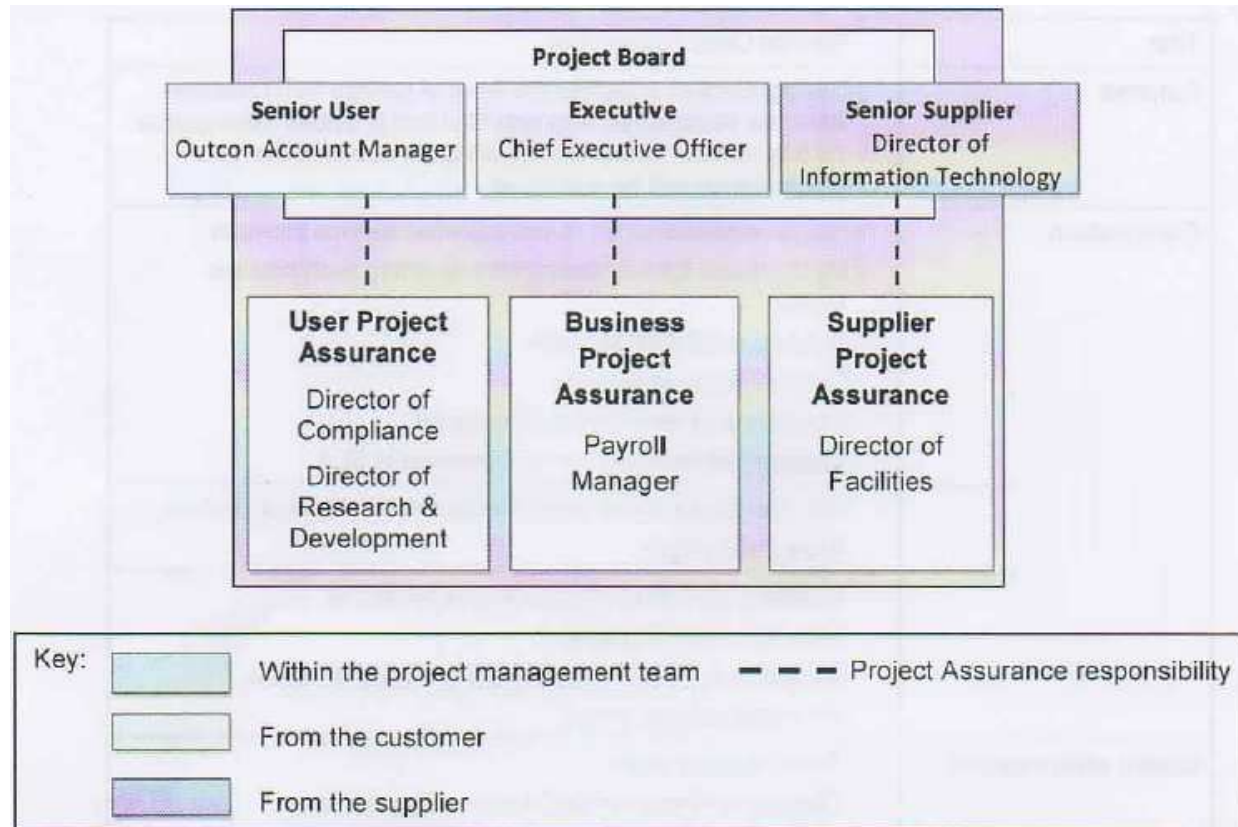 Project Board
Senior User
Outcon Account Manager
Executive
Chief Executive Officer
Senior Supplier
Director of
Information Technology
User Project
Assurance
Director of
Compliance
Director of
Research &
Development
Business
Project
Assurance
Payroll
Manager
Supplier
Project
Assurance
Director of
Facilities
Key:
Within the project management team
Project Assurance responsibility
From the customer
From the supplier